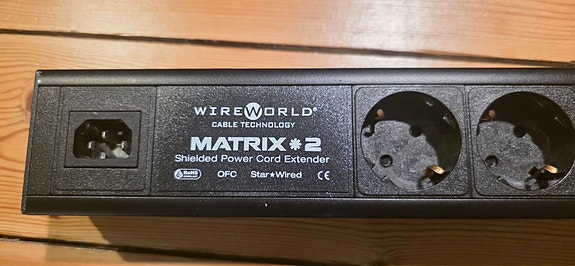 WIREWORLD®
CABLE TECHNOLOGY
MATRIX✱2
Shielded Power Cord Extender
RoHS OFC Star★Wired CE